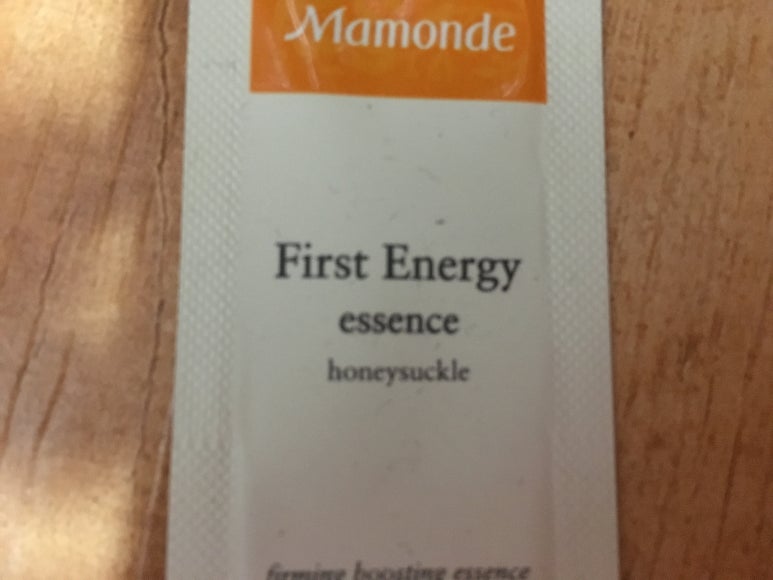 Mamonde
First Energy
essence
honeysuckle
firming boosting essence